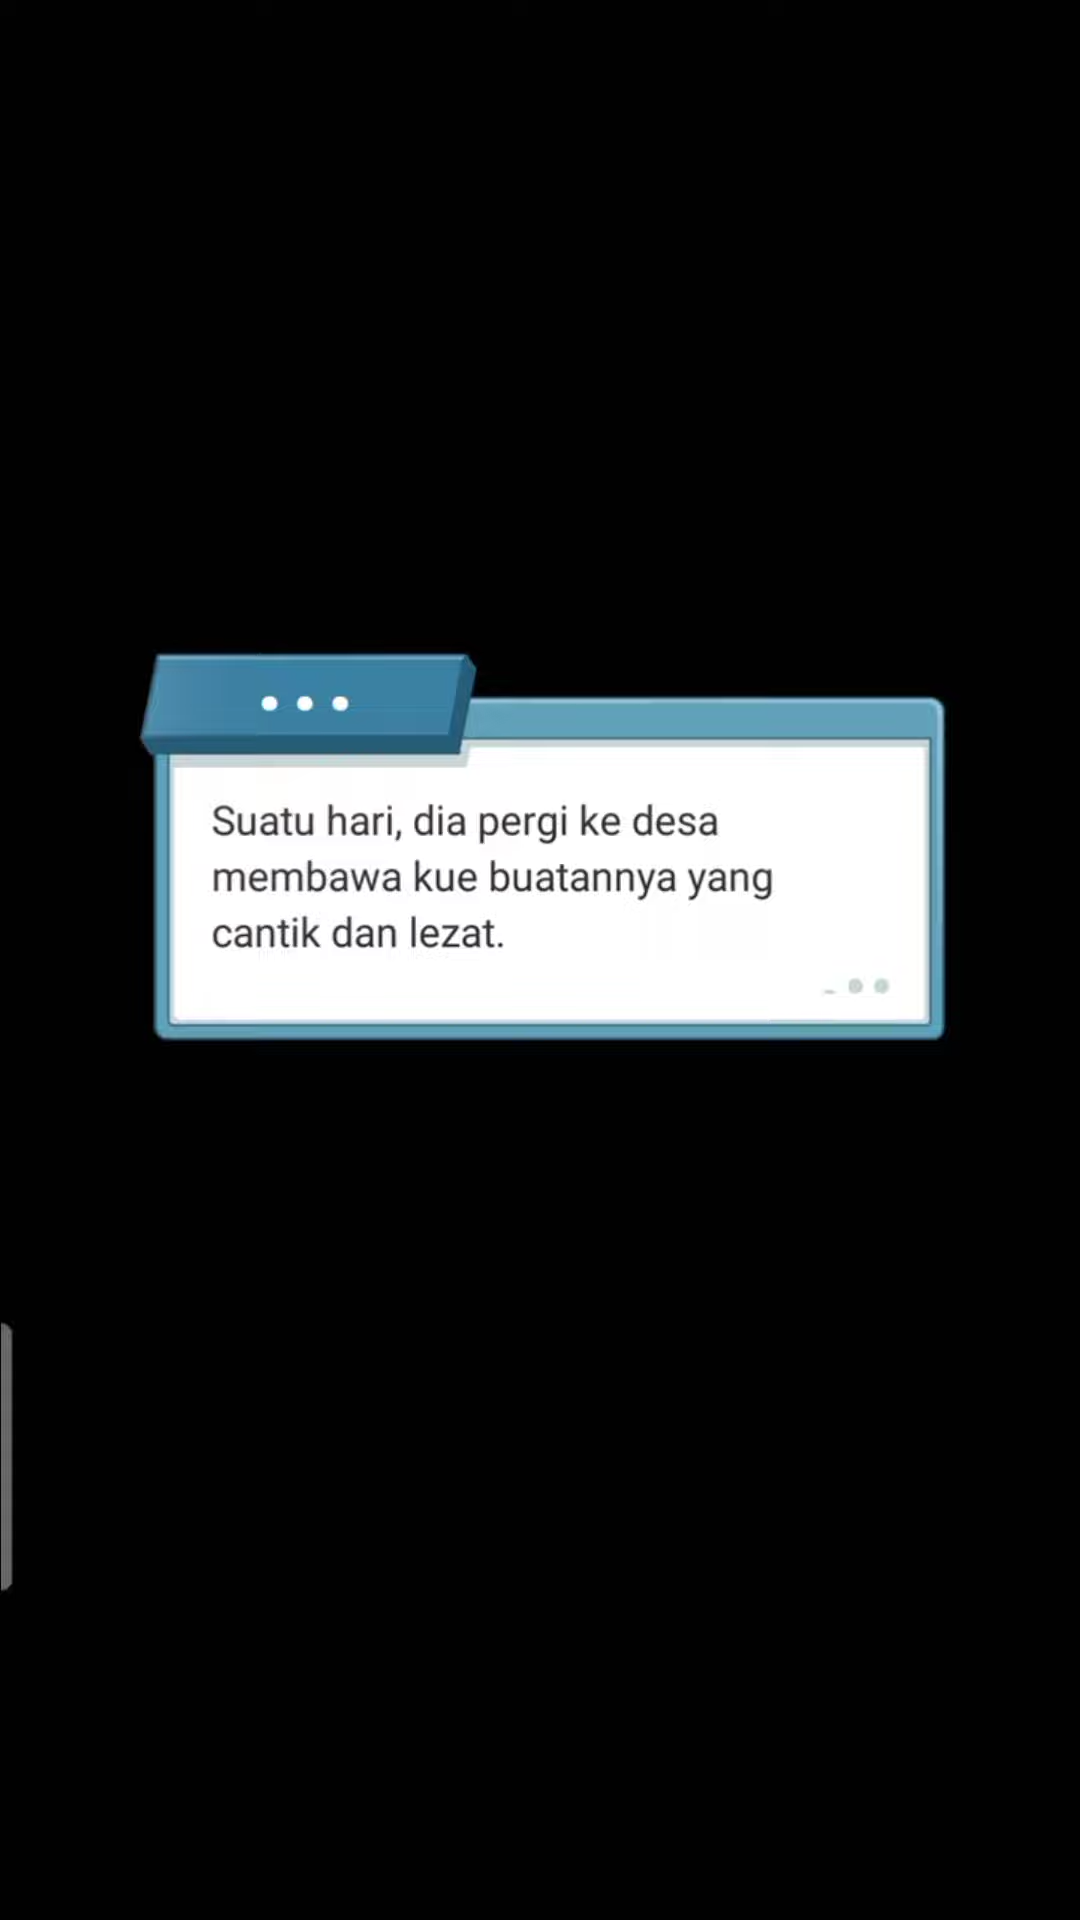 Suatu hari, dia pergi ke desa
membawa kue buatannya yang
cantik dan lezat.